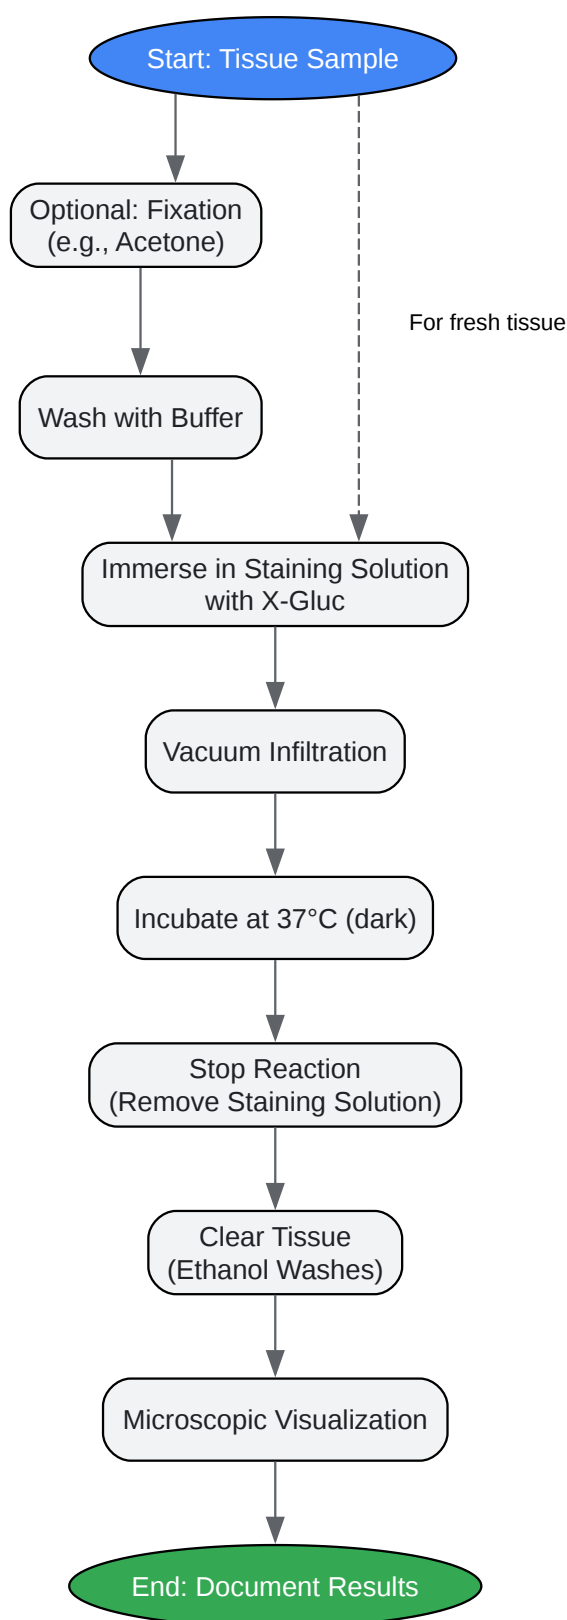 Start: Tissue Sample
Optional: Fixation
(e.g., Acetone)
For fresh tissue
Wash with Buffer
Immerse in Staining Solution
with X-Gluc
Vacuum Infiltration
Incubate at 37°C (dark)
Stop Reaction
(Remove Staining Solution)
Clear Tissue
(Ethanol Washes)
Microscopic Visualization
End: Document Results